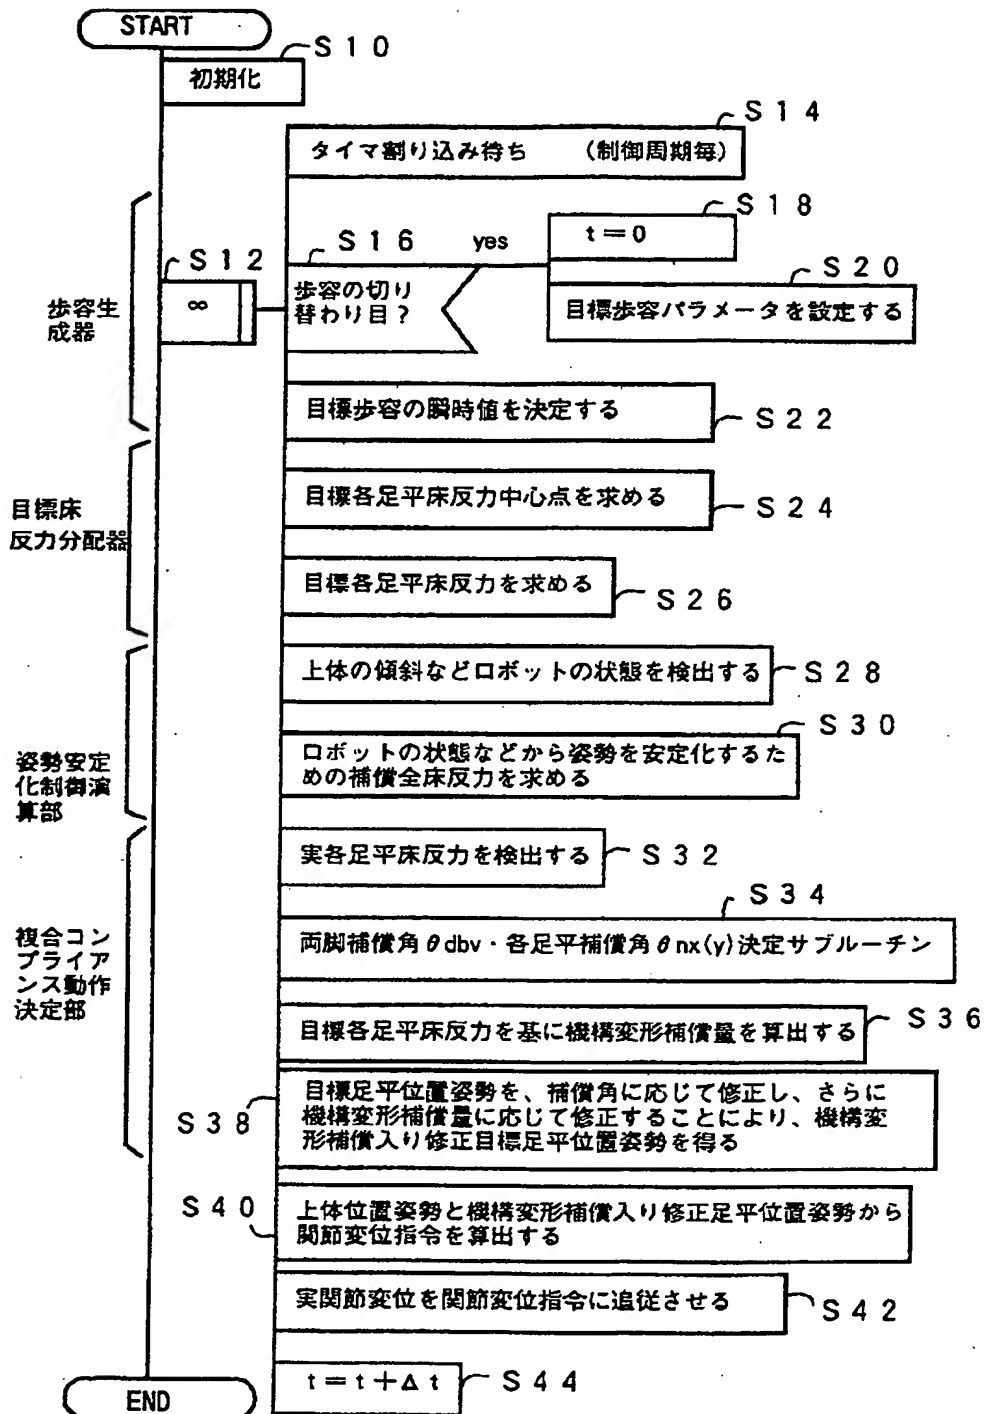 START
S10
初期化
S14
タイマ割り込み待ち （制御周期毎）
S18
t＝0
S16
yes
S12
∞
歩容の切り
替わり目？
S20
目標歩容パラメータを設定する
歩容生
成器
目標歩容の瞬時値を決定する
S22
目標床
反力分配器
目標各足平床反力中心点を求める
S24
目標各足平床反力を求める
S26
上体の傾斜などロボットの状態を検出する
S28
S30
姿勢安定
化制御演
算部
ロボットの状態などから姿勢を安定化するた
めの補償全床反力を求める
実各足平床反力を検出する
S32
S34
複合コン
プライア
ンス動作
決定部
両脚補償角θdbv・各足平補償角θnx(y)決定サブルーチン
S36
目標各足平床反力を基に機構変形補償量を算出する
S38
目標足平位置姿勢を、補償角に応じて修正し、さらに
機構変形補償量に応じて修正することにより、機構変
形補償入り修正目標足平位置姿勢を得る
S40
上体位置姿勢と機構変形補償入り修正足平位置姿勢から
関節変位指令を算出する
実関節変位を関節変位指令に追従させる
S42
t＝t＋Δt
S44
END